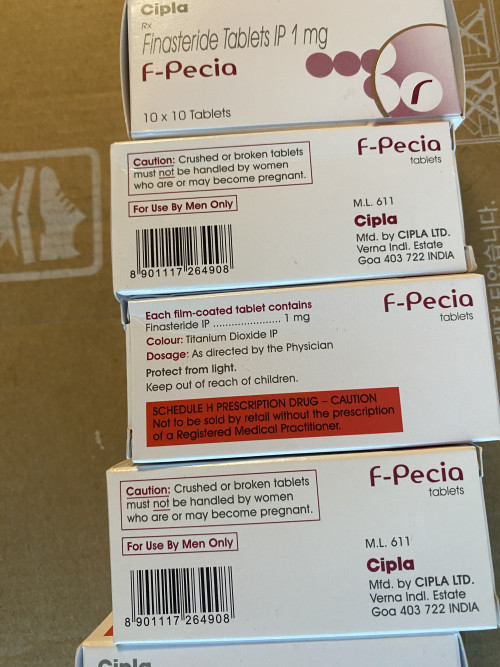 Cipla
Rx
Finasteride Tablets IP 1 mg
F-Pecia
10 x 10 Tablets
Caution: Crushed or broken tablets
must not be handled by women
who are or may become pregnant.
For Use By Men Only
8 901117 264908
F-Pecia
tablets
M.L. 611
Cipla
Mfd. by CIPLA LTD.
Verna Indl. Estate
Goa 403 722 INDIA
Each film-coated tablet contains
Finasteride IP ...................... 1 mg
Colour: Titanium Dioxide IP
Dosage: As directed by the Physician
Protect from light.
Keep out of reach of children.
SCHEDULE H PRESCRIPTION DRUG – CAUTION
Not to be sold by retail without the prescription
of a Registered Medical Practitioner.
F-Pecia
tablets
Caution: Crushed or broken tablets
must not be handled by women
who are or may become pregnant.
For Use By Men Only
8 901117 264908
F-Pecia
tablets
M.L. 611
Cipla
Mfd. by CIPLA LTD.
Verna Indl. Estate
Goa 403 722 INDIA
Cipla